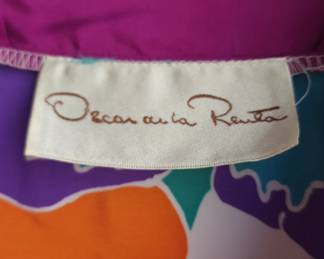 Oscar de la Renta